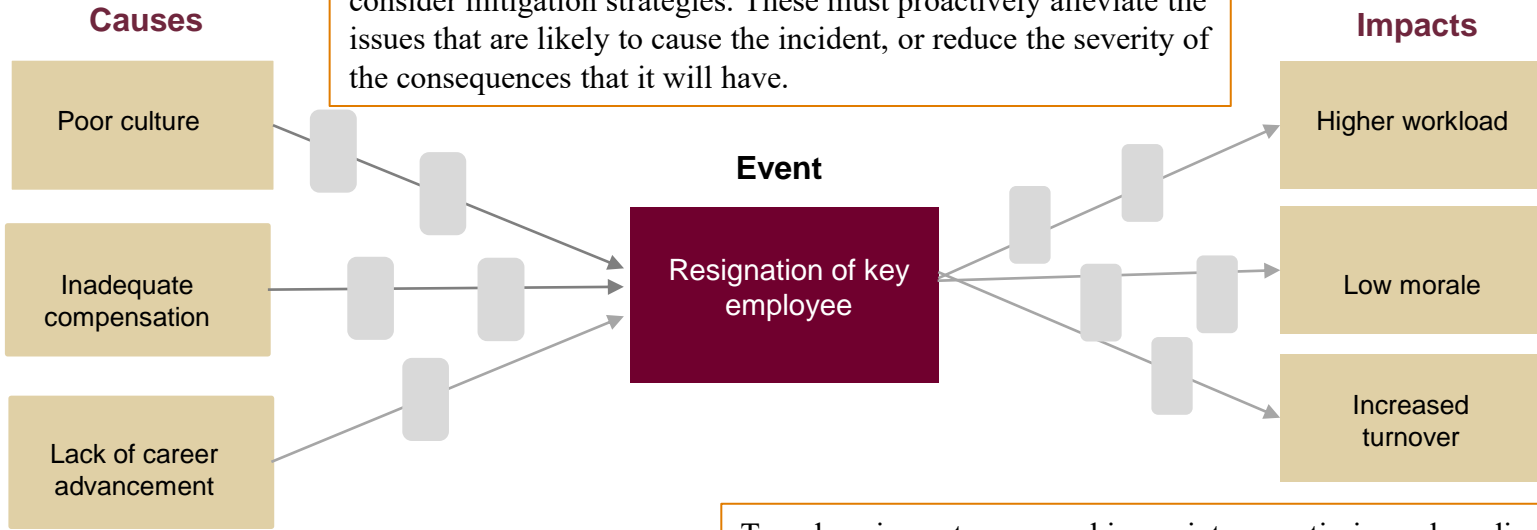 consider mitigation strategies. These must proactively alleviate the
issues that are likely to cause the incident, or reduce the severity of
the consequences that it will have.
Causes
Impacts
Poor culture
Higher workload
Event
Resignation of key
employee
Inadequate
compensation
Low morale
Lack of career
advancement
Increased
turnover